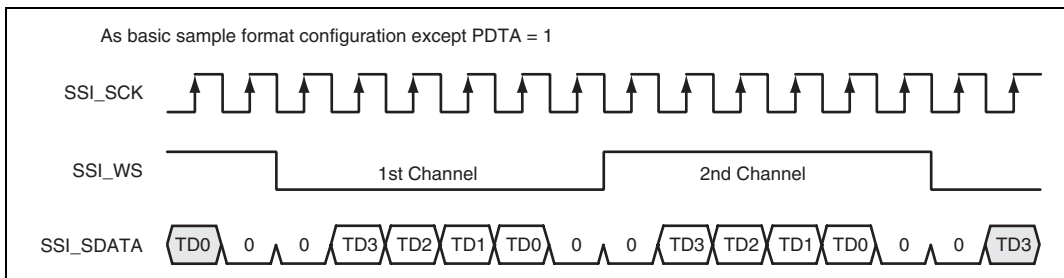 As basic sample format configuration except PDTA = 1
SSI_SCK
SSI_WS 1st Channel 2nd Channel
SSI_SDATA TD0 0 0 TD3 TD2 TD1 TD0 0 0 TD3 TD2 TD1 TD0 0 0 TD3